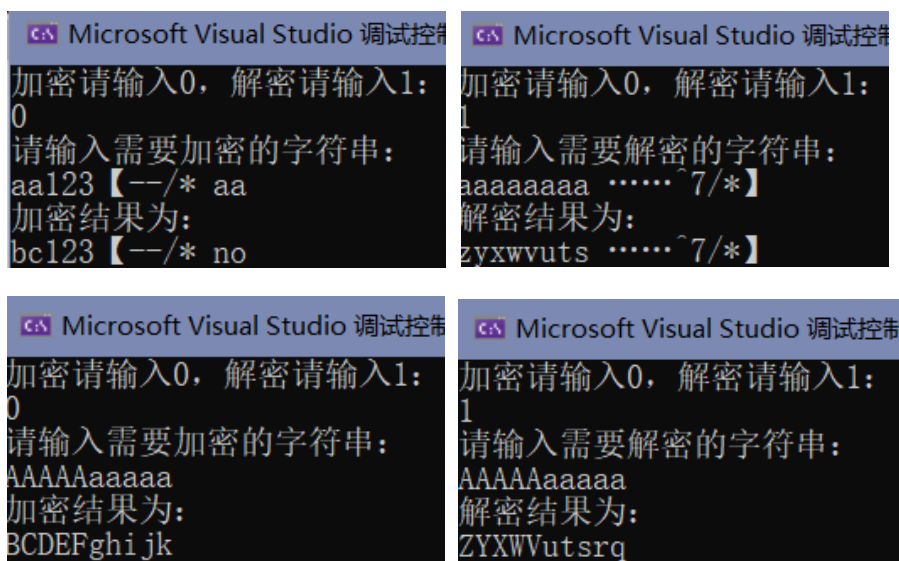 Microsoft Visual Studio 调试控制
加密请输入0，解密请输入1：
0
请输入需要加密的字符串：
aa123【--/* aa
加密结果为：
bc123【--/* no
Microsoft Visual Studio 调试控制
加密请输入0，解密请输入1：
1
请输入需要解密的字符串：
aaaaaaaa ……^7/*】
解密结果为：
zyxwvuts ……^7/*】
Microsoft Visual Studio 调试控制
加密请输入0，解密请输入1：
0
请输入需要加密的字符串：
AAAAAaaaaa
加密结果为：
BCDEFghijk
Microsoft Visual Studio 调试控制
加密请输入0，解密请输入1：
1
请输入需要解密的字符串：
AAAAAaaaaa
解密结果为：
ZYXWVutsrq